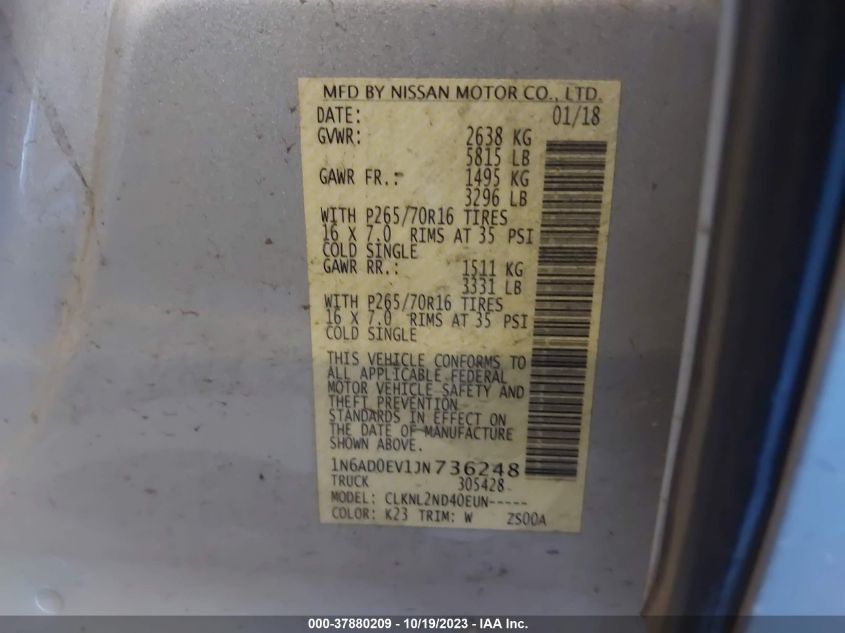 MFD BY NISSAN MOTOR CO., LTD.
DATE: 01/18
GVWR: 2638 KG
5815 LB
GAWR FR.: 1495 KG
3296 LB
WITH P265/70R16 TIRES
16 X 7.0 RIMS AT 35 PSI
COLD SINGLE
GAWR RR.: 1511 KG
3331 LB
WITH P265/70R16 TIRES
16 X 7.0 RIMS AT 35 PSI
COLD SINGLE
THIS VEHICLE CONFORMS TO
ALL APPLICABLE FEDERAL
MOTOR VEHICLE SAFETY AND
THEFT PREVENTION
STANDARDS IN EFFECT ON
THE DATE OF MANUFACTURE
SHOWN ABOVE.
1N6AD0EV1JN736248
TRUCK 305428
MODEL: CLKNL2ND40EUN-----
COLOR: K23 TRIM: W ZS00A
000-37880209 - 10/19/2023 - IAA Inc.